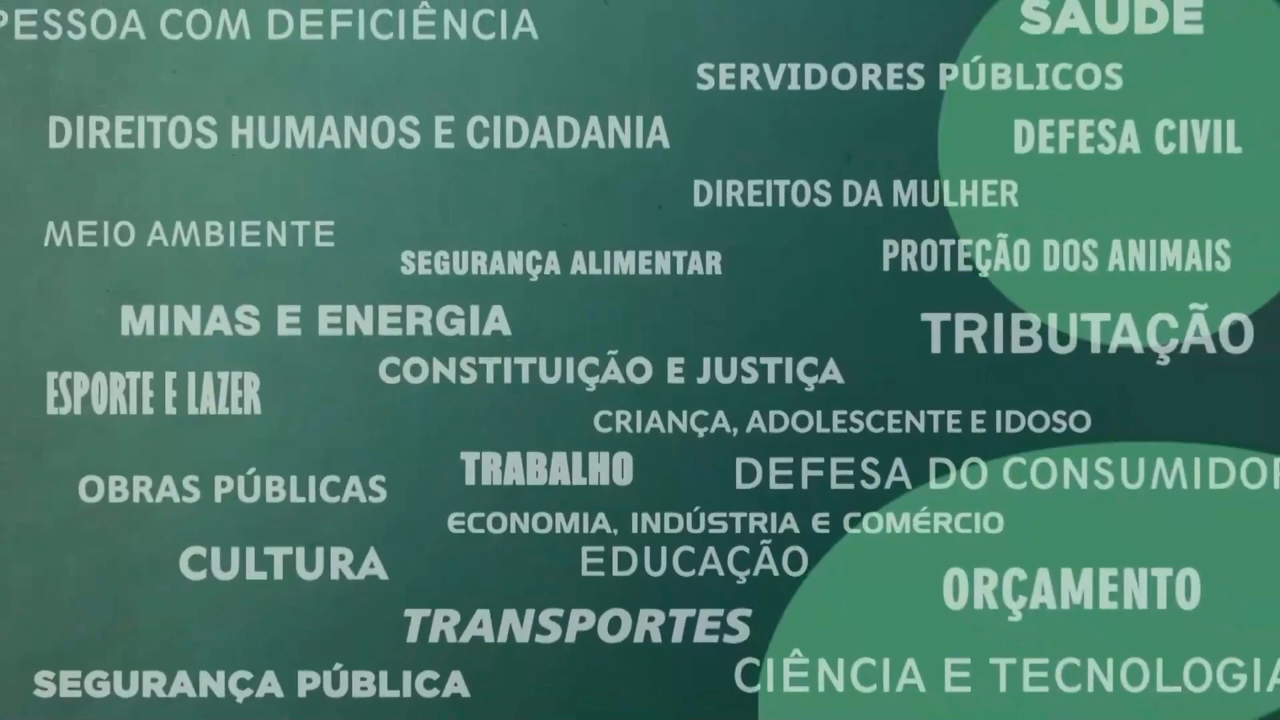 PESSOA COM DEFICIÊNCIA
SAÚDE
SERVIDORES PÚBLICOS
DIREITOS HUMANOS E CIDADANIA
DEFESA CIVIL
DIREITOS DA MULHER
MEIO AMBIENTE
SEGURANÇA ALIMENTAR
PROTEÇÃO DOS ANIMAIS
MINAS E ENERGIA
TRIBUTAÇÃO
CONSTITUIÇÃO E JUSTIÇA
ESPORTE E LAZER
CRIANÇA, ADOLESCENTE E IDOSO
TRABALHO
DEFESA DO CONSUMIDOR
OBRAS PÚBLICAS
ECONOMIA, INDÚSTRIA E COMÉRCIO
CULTURA
EDUCAÇÃO
ORÇAMENTO
TRANSPORTES
SEGURANÇA PÚBLICA
CIÊNCIA E TECNOLOGIA